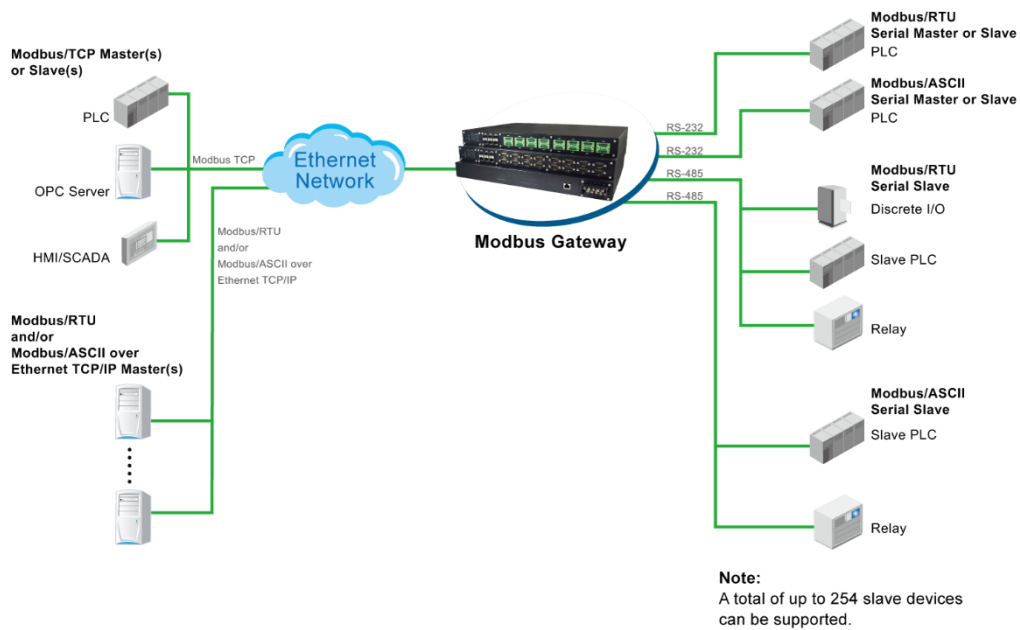 Modbus/TCP Master(s)
or Slave(s)
PLC
OPC Server
HMI/SCADA
Modbus TCP
Ethernet
Network
Modbus/RTU
and/or
Modbus/ASCII over
Ethernet TCP/IP
Modbus/RTU
and/or
Modbus/ASCII over
Ethernet TCP/IP Master(s)
Modbus Gateway
RS-232
RS-232
RS-485
RS-485
Modbus/RTU
Serial Master or Slave
PLC
Modbus/ASCII
Serial Master or Slave
PLC
Modbus/RTU
Serial Slave
Discrete I/O
Slave PLC
Relay
Modbus/ASCII
Serial Slave
Slave PLC
Relay
Note:
A total of up to 254 slave devices
can be supported.